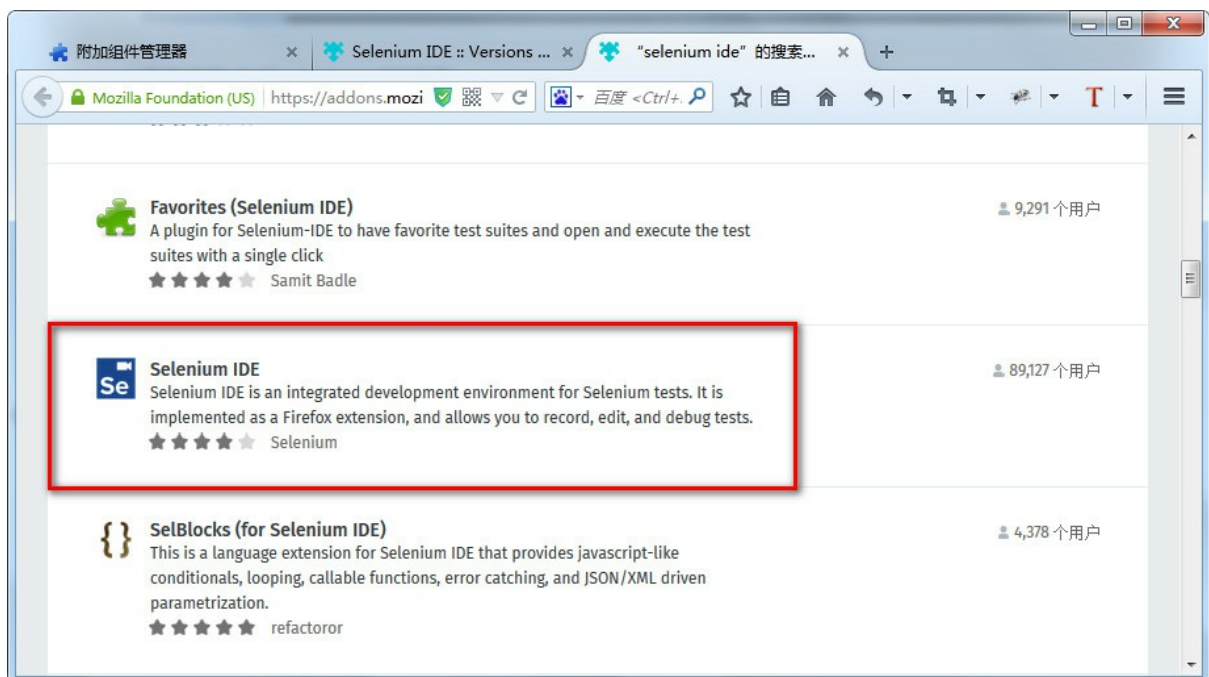 附加组件管理器
Selenium IDE :: Versions ...
“selenium ide”的搜索...
Mozilla Foundation (US)
https://addons.mozi
百度 <Ctrl+.
T
Favorites (Selenium IDE)
9,291 个用户
A plugin for Selenium-IDE to have favorite test suites and open and execute the test
suites with a single click
Samit Badle
Se
Selenium IDE
89,127 个用户
Selenium IDE is an integrated development environment for Selenium tests. It is
implemented as a Firefox extension, and allows you to record, edit, and debug tests.
Selenium
{ }
SelBlocks (for Selenium IDE)
4,378 个用户
This is a language extension for Selenium IDE that provides javascript-like
conditionals, looping, callable functions, error catching, and JSON/XML driven
parametrization.
refactoror